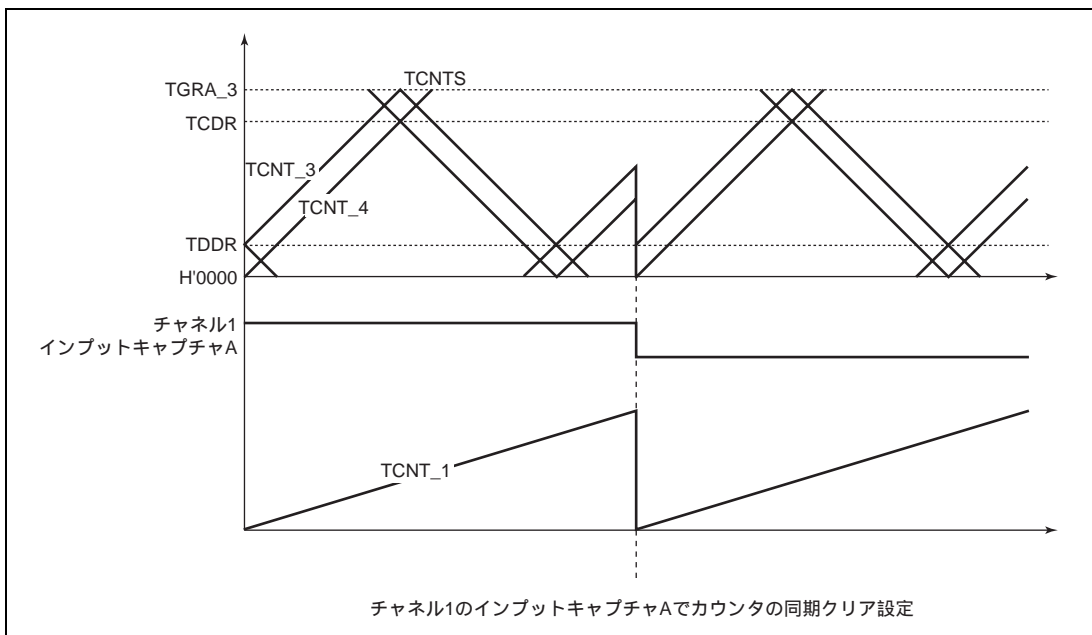 TCNTS
TGRA_3
TCDR
TCNT_3
TCNT_4
TDDR
H'0000
チャネル1
インプットキャプチャA
TCNT_1
チャネル1のインプットキャプチャAでカウンタの同期クリア設定